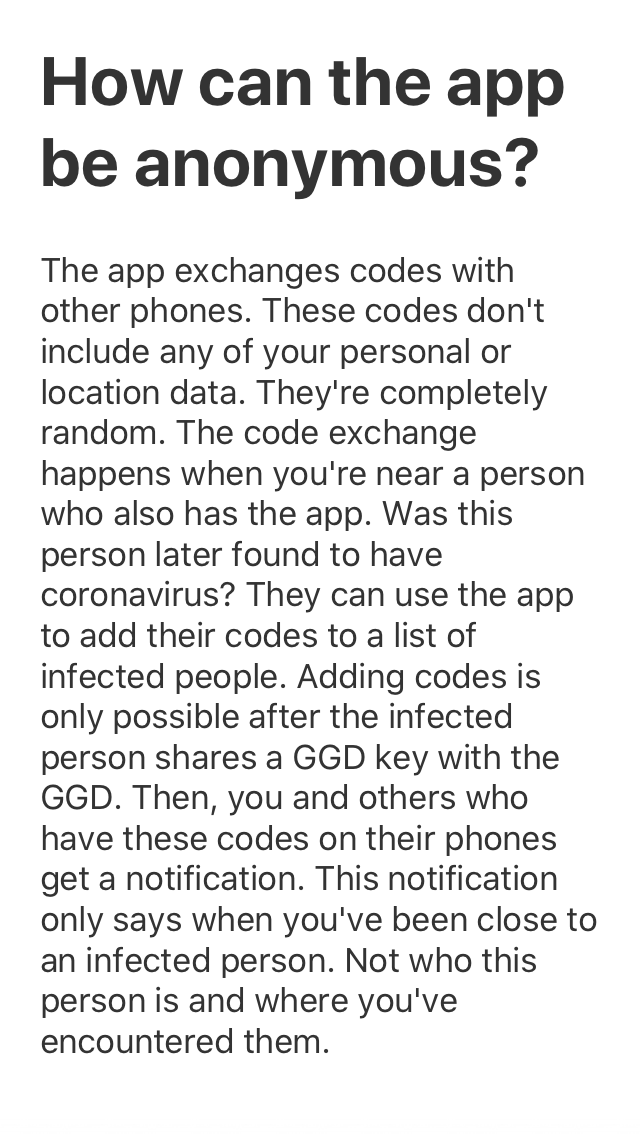 How can the app
be anonymous?
The app exchanges codes with
other phones. These codes don't
include any of your personal or
location data. They're completely
random. The code exchange
happens when you're near a person
who also has the app. Was this
person later found to have
coronavirus? They can use the app
to add their codes to a list of
infected people. Adding codes is
only possible after the infected
person shares a GGD key with the
GGD. Then, you and others who
have these codes on their phones
get a notification. This notification
only says when you've been close to
an infected person. Not who this
person is and where you've
encountered them.